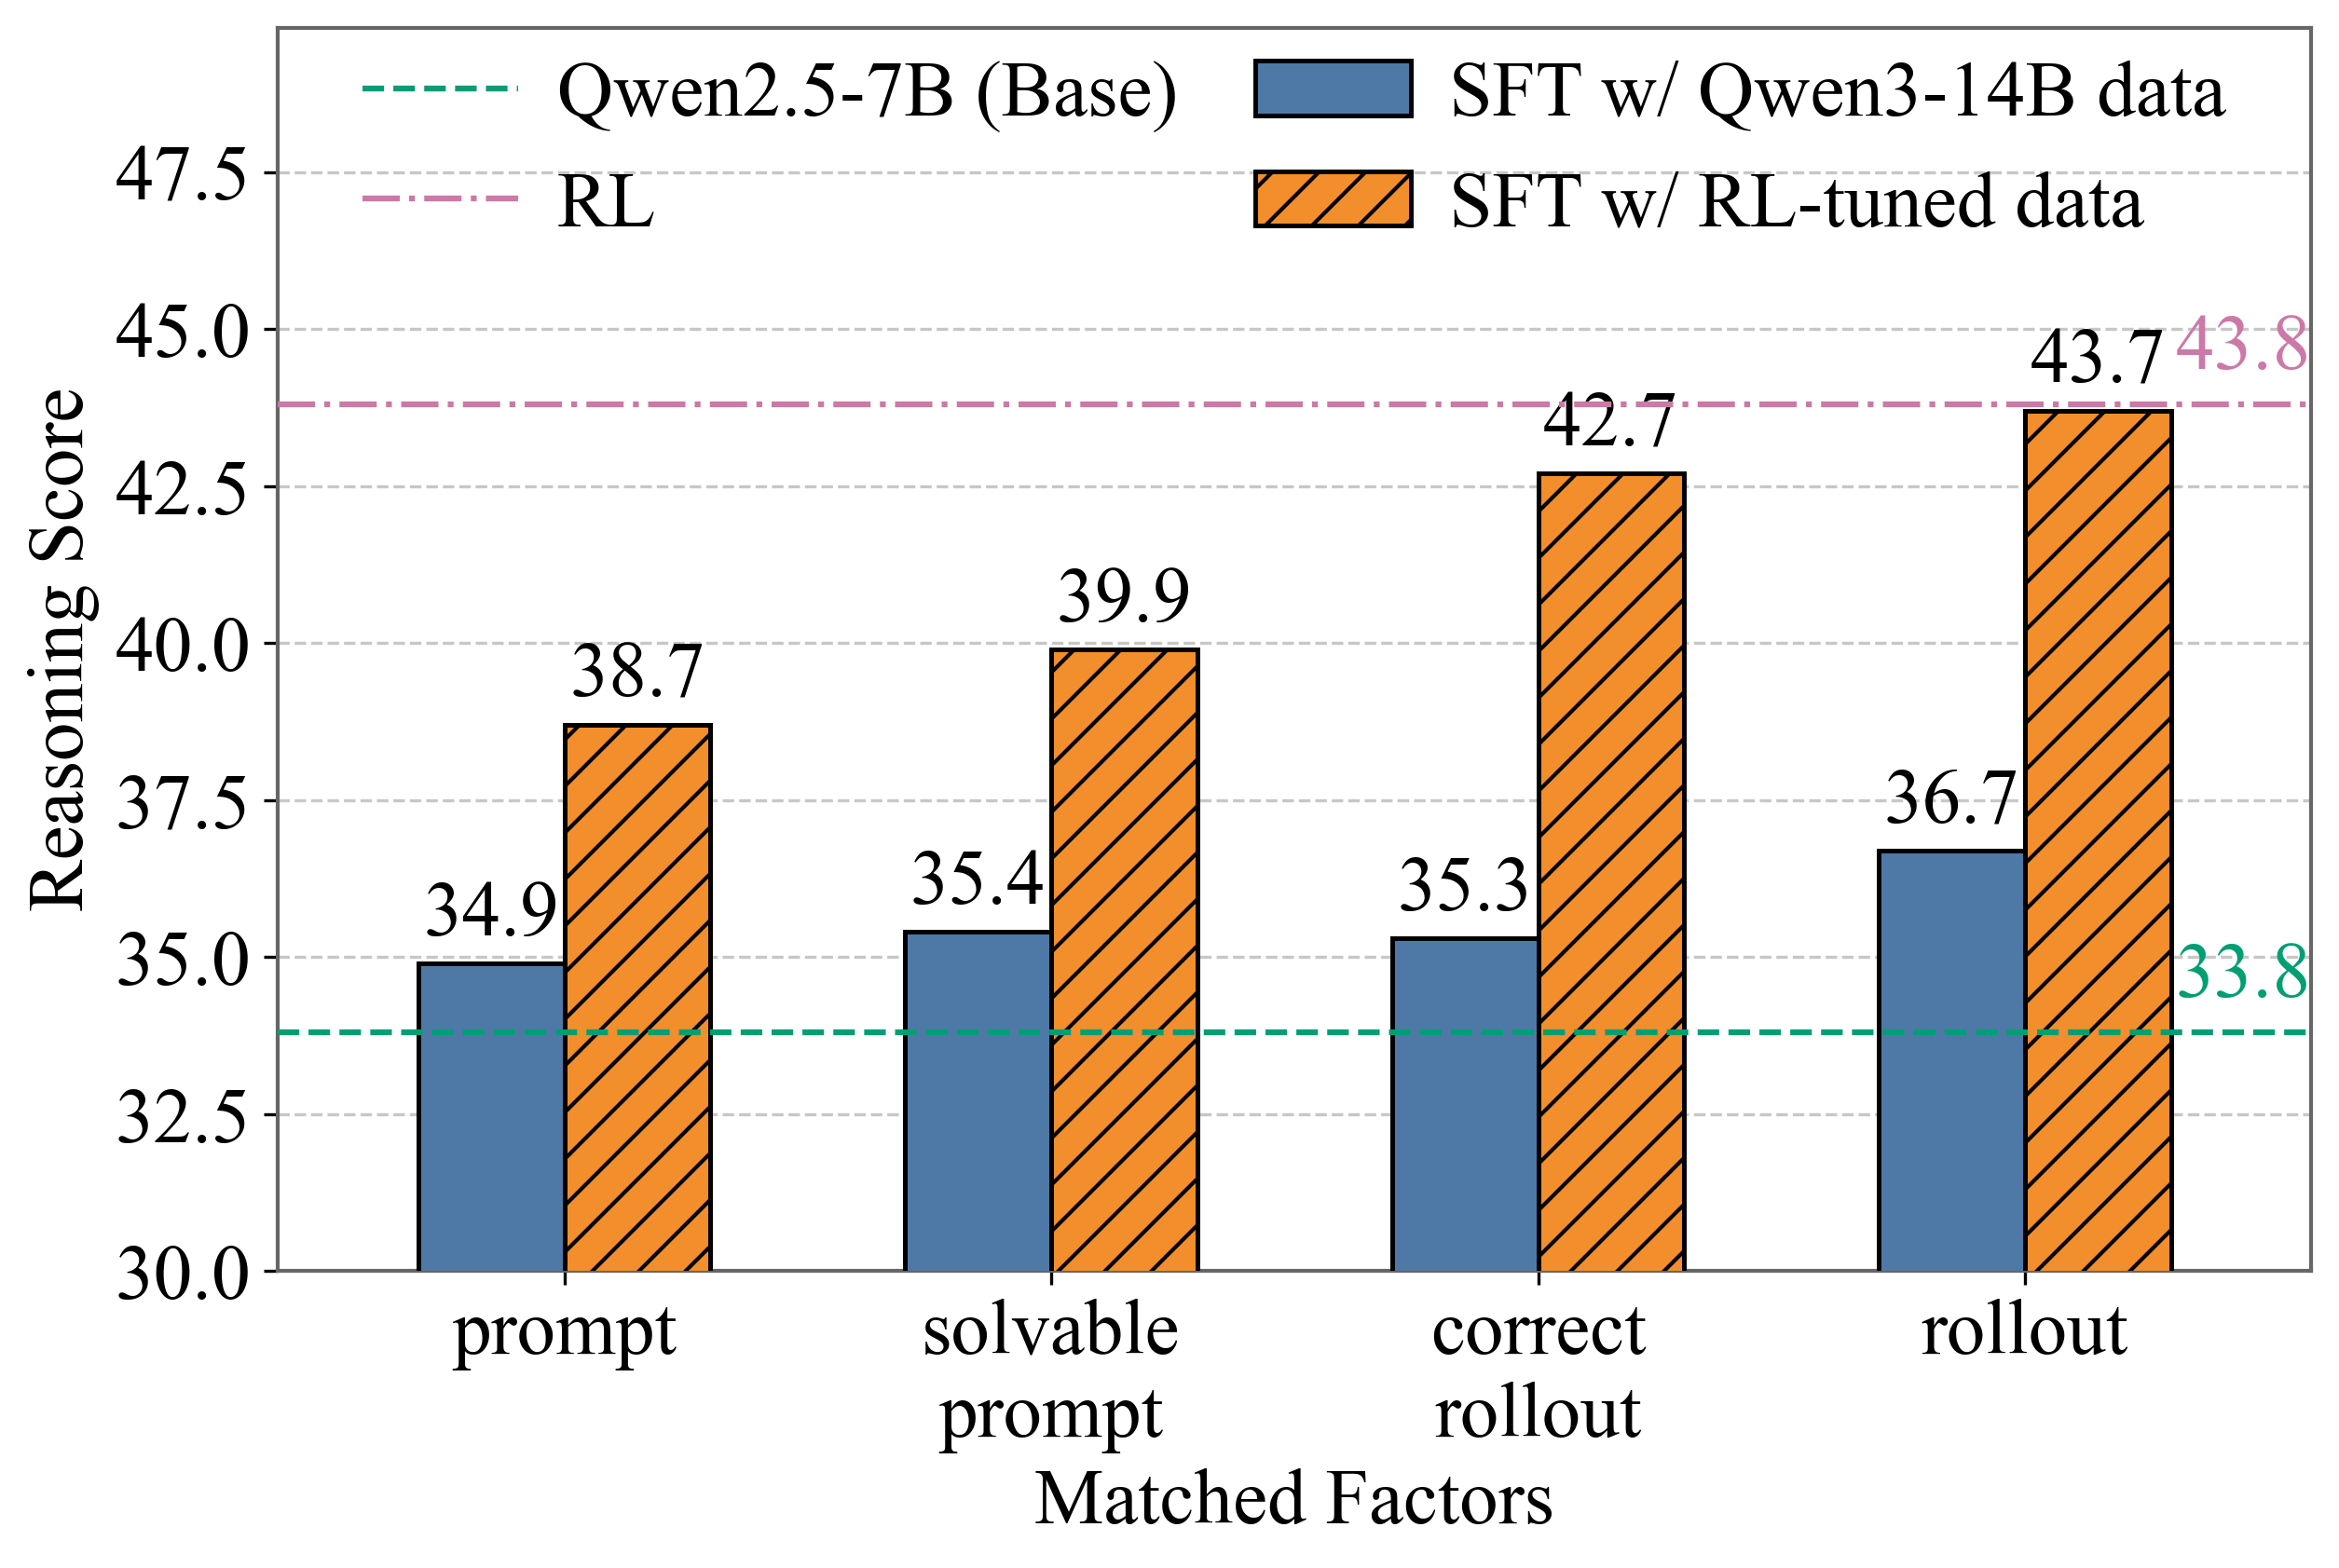 Qwen2.5-7B (Base)
RL
SFT w/ Qwen3-14B data
SFT w/ RL-tuned data
Reasoning Score
47.5
45.0
42.5
40.0
37.5
35.0
32.5
30.0
34.9
38.7
35.4
39.9
35.3
42.7
36.7
43.7
43.8
33.8
prompt
solvable
prompt
correct
rollout
rollout
Matched Factors